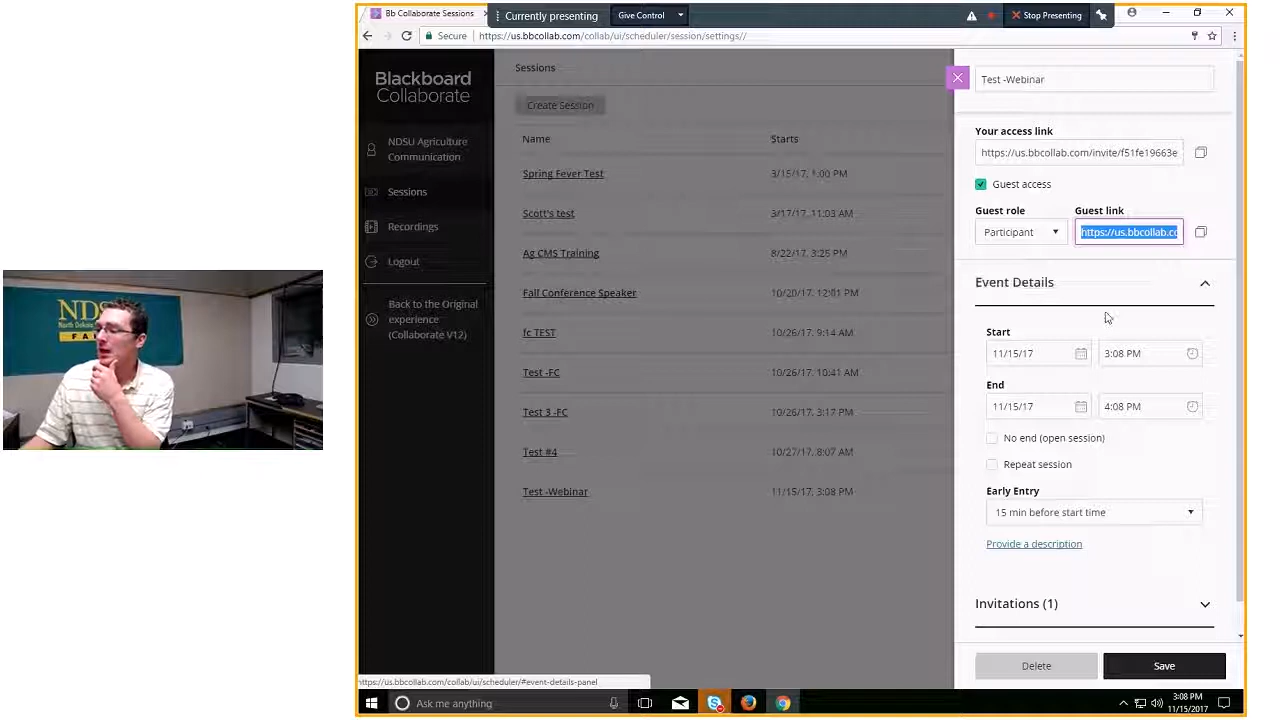 Bb Collaborate Sessions
Currently presenting
Give Control
Stop Presenting
Secure
https://us.bbcollab.com/collab/ui/scheduler/session/settings//
Blackboard
Collaborate
NDSU Agriculture
Communication
Sessions
Recordings
Logout
Back to the Original
experience
(Collaborate V12)
Sessions
Create Session
Name Starts
Spring Fever Test 3/15/17, 1:00 PM
Scott's test 3/17/17, 11:03 AM
Ag CMS Training 8/22/17, 3:25 PM
Fall Conference Speaker 10/20/17, 12:01 PM
fc TEST 10/26/17, 9:14 AM
Test -FC 10/26/17, 10:41 AM
Test 3 -FC 10/26/17, 3:17 PM
Test #4 10/27/17, 8:07 AM
Test -Webinar 11/15/17, 3:08 PM
Test -Webinar
Your access link
https://us.bbcollab.com/invite/f51fe19663e
Guest access
Guest role Guest link
Participant https://us.bbcollab.co
Event Details
Start
11/15/17 3:08 PM
End
11/15/17 4:08 PM
No end (open session)
Repeat session
Early Entry
15 min before start time
Provide a description
Invitations (1)
Delete Save
https://us.bbcollab.com/collab/ui/scheduler/#event-details-panel
Ask me anything
3:08 PM
11/15/2017
NDS
North Dakota S
FA